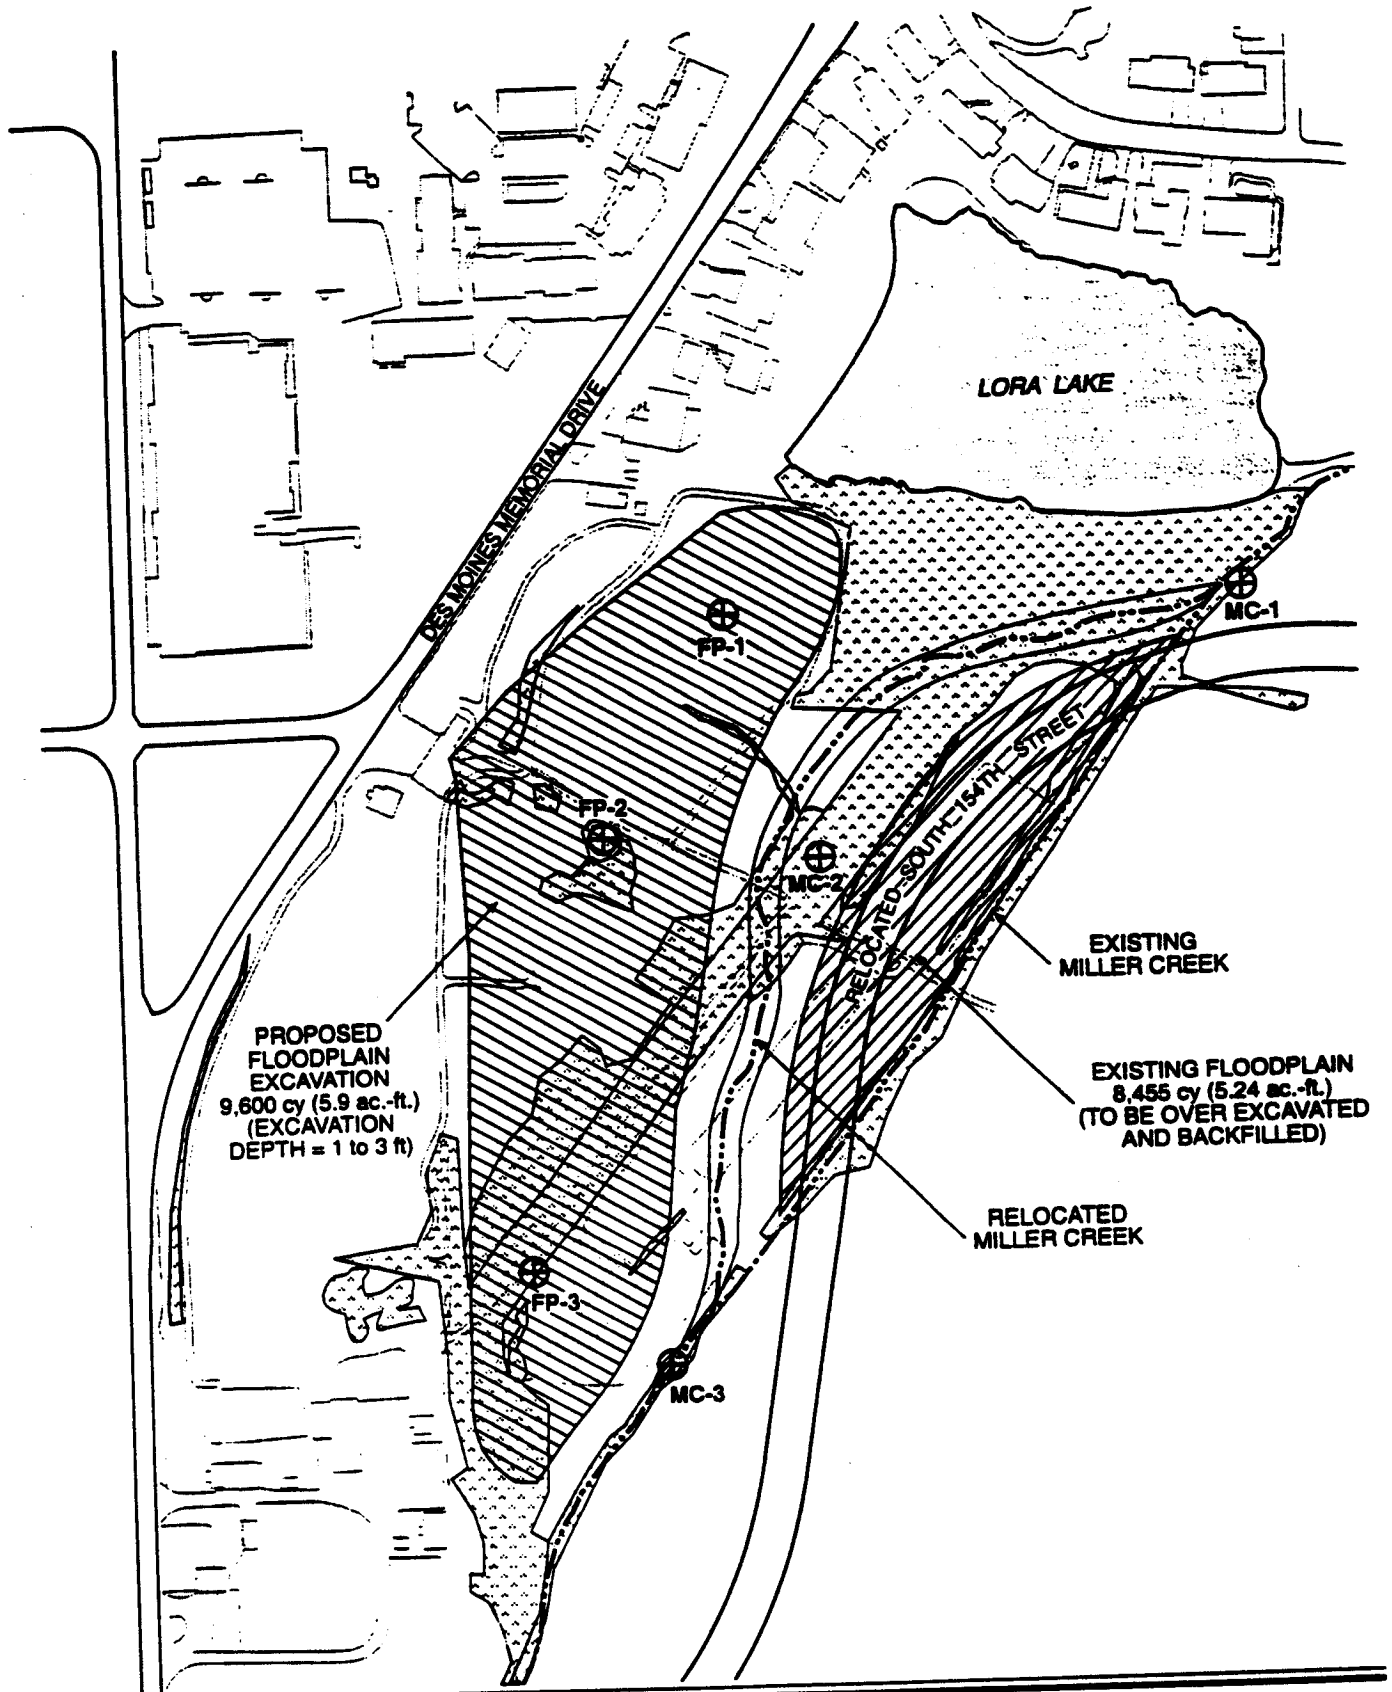 LORA LAKE
DES MOINES MEMORIAL DRIVE
MC-1
FP-1
RELOCATED SOUTH 154TH STREET
FP-2
MC-2
EXISTING
MILLER CREEK
PROPOSED
FLOODPLAIN
EXCAVATION
9,600 cy (5.9 ac.-ft.)
(EXCAVATION
DEPTH = 1 to 3 ft)
EXISTING FLOODPLAIN
8,455 cy (5.24 ac.-ft.)
(TO BE OVER EXCAVATED
AND BACKFILLED)
RELOCATED
MILLER CREEK
FP-3
MC-3